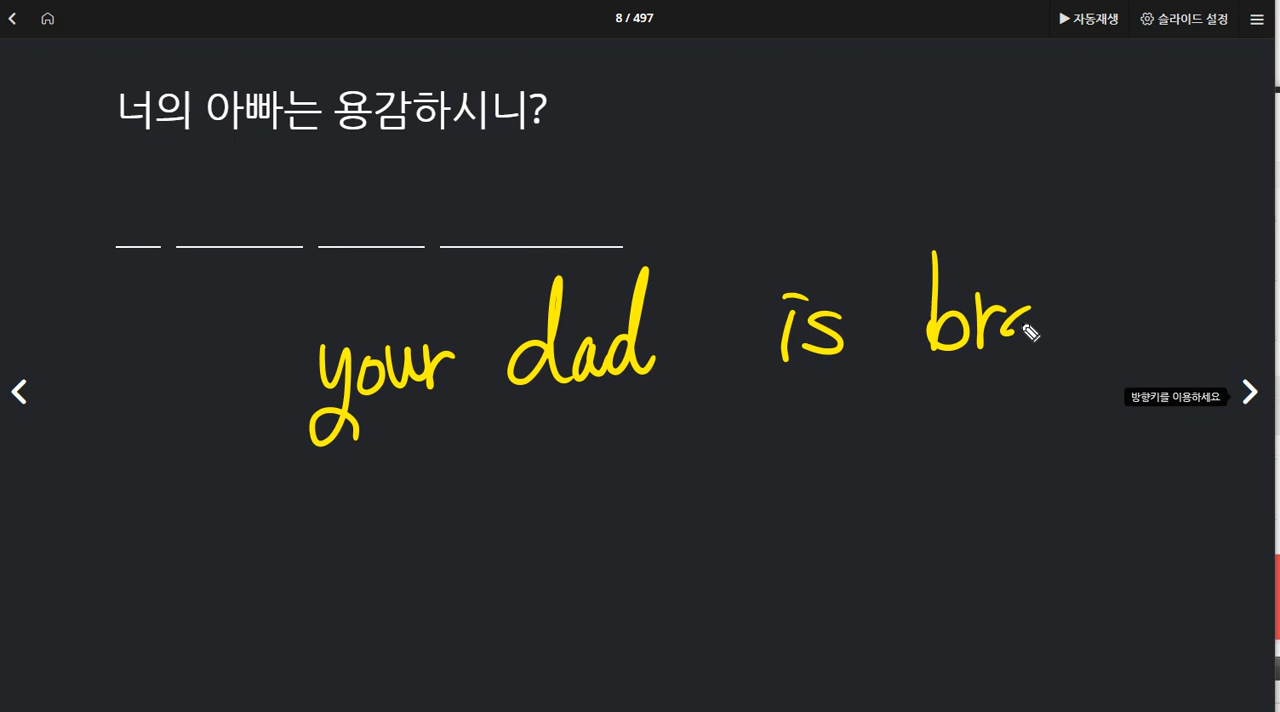 8 / 497
▶ 자동재생
슬라이드 설정
너의 아빠는 용감하시니?
your dad is bra
방향키를 이용하세요